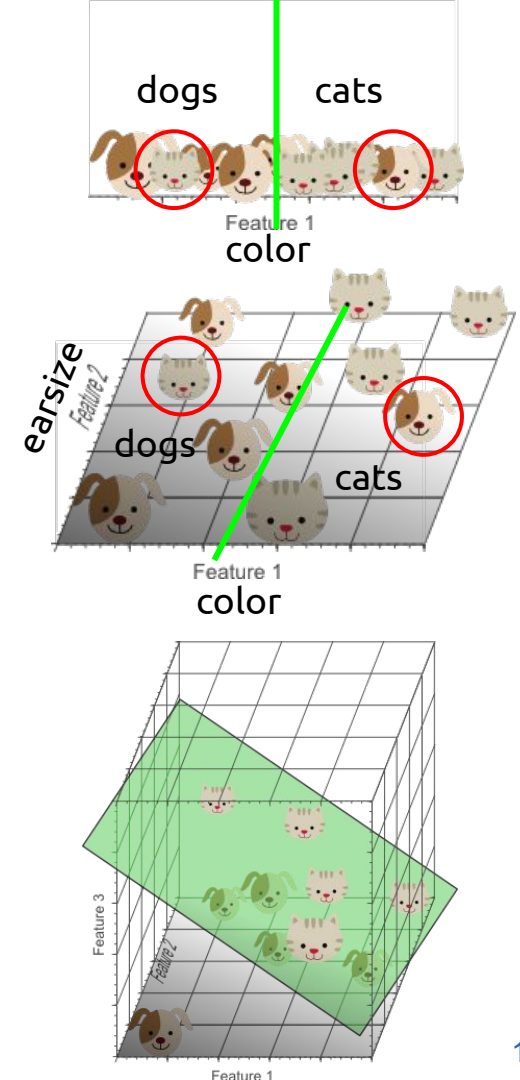 dogs cats
Feature 1
color
earsize
Feature 2
dogs
cats
Feature 1
color
Feature 3
Feature 2
Feature 1
1